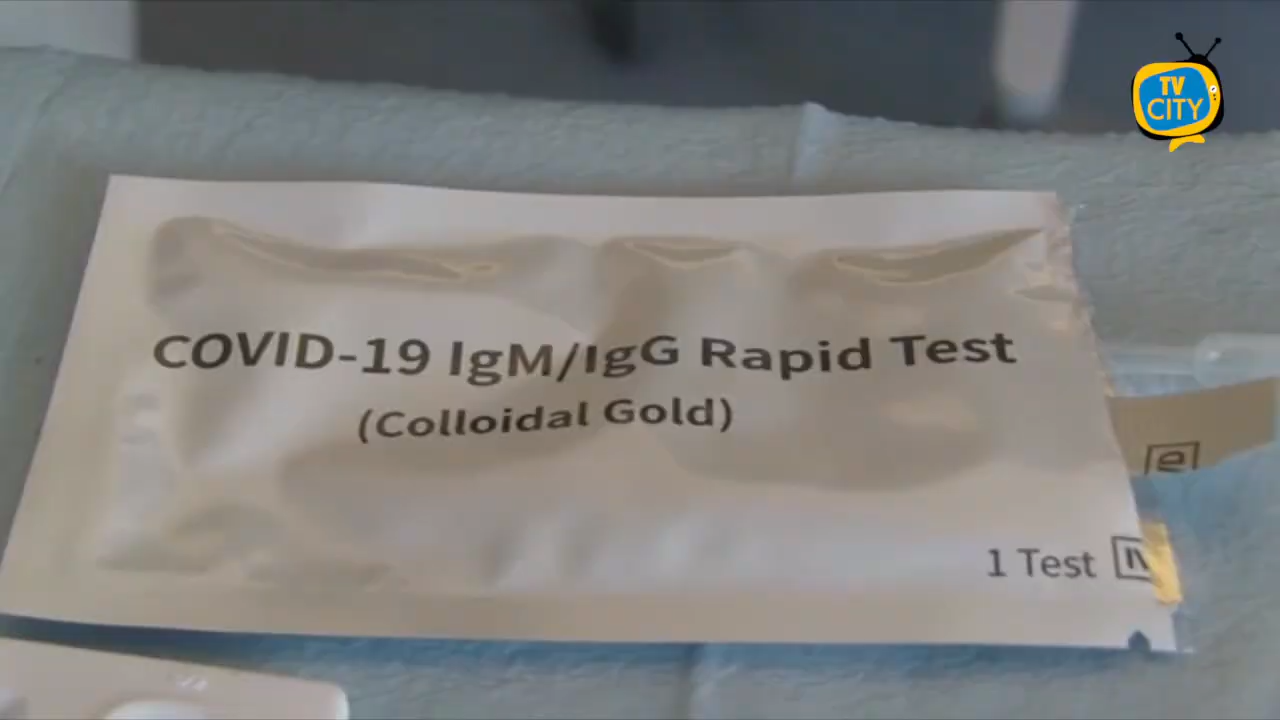 TV
CITY
COVID-19 IgM/IgG Rapid Test
(Colloidal Gold)
1 Test